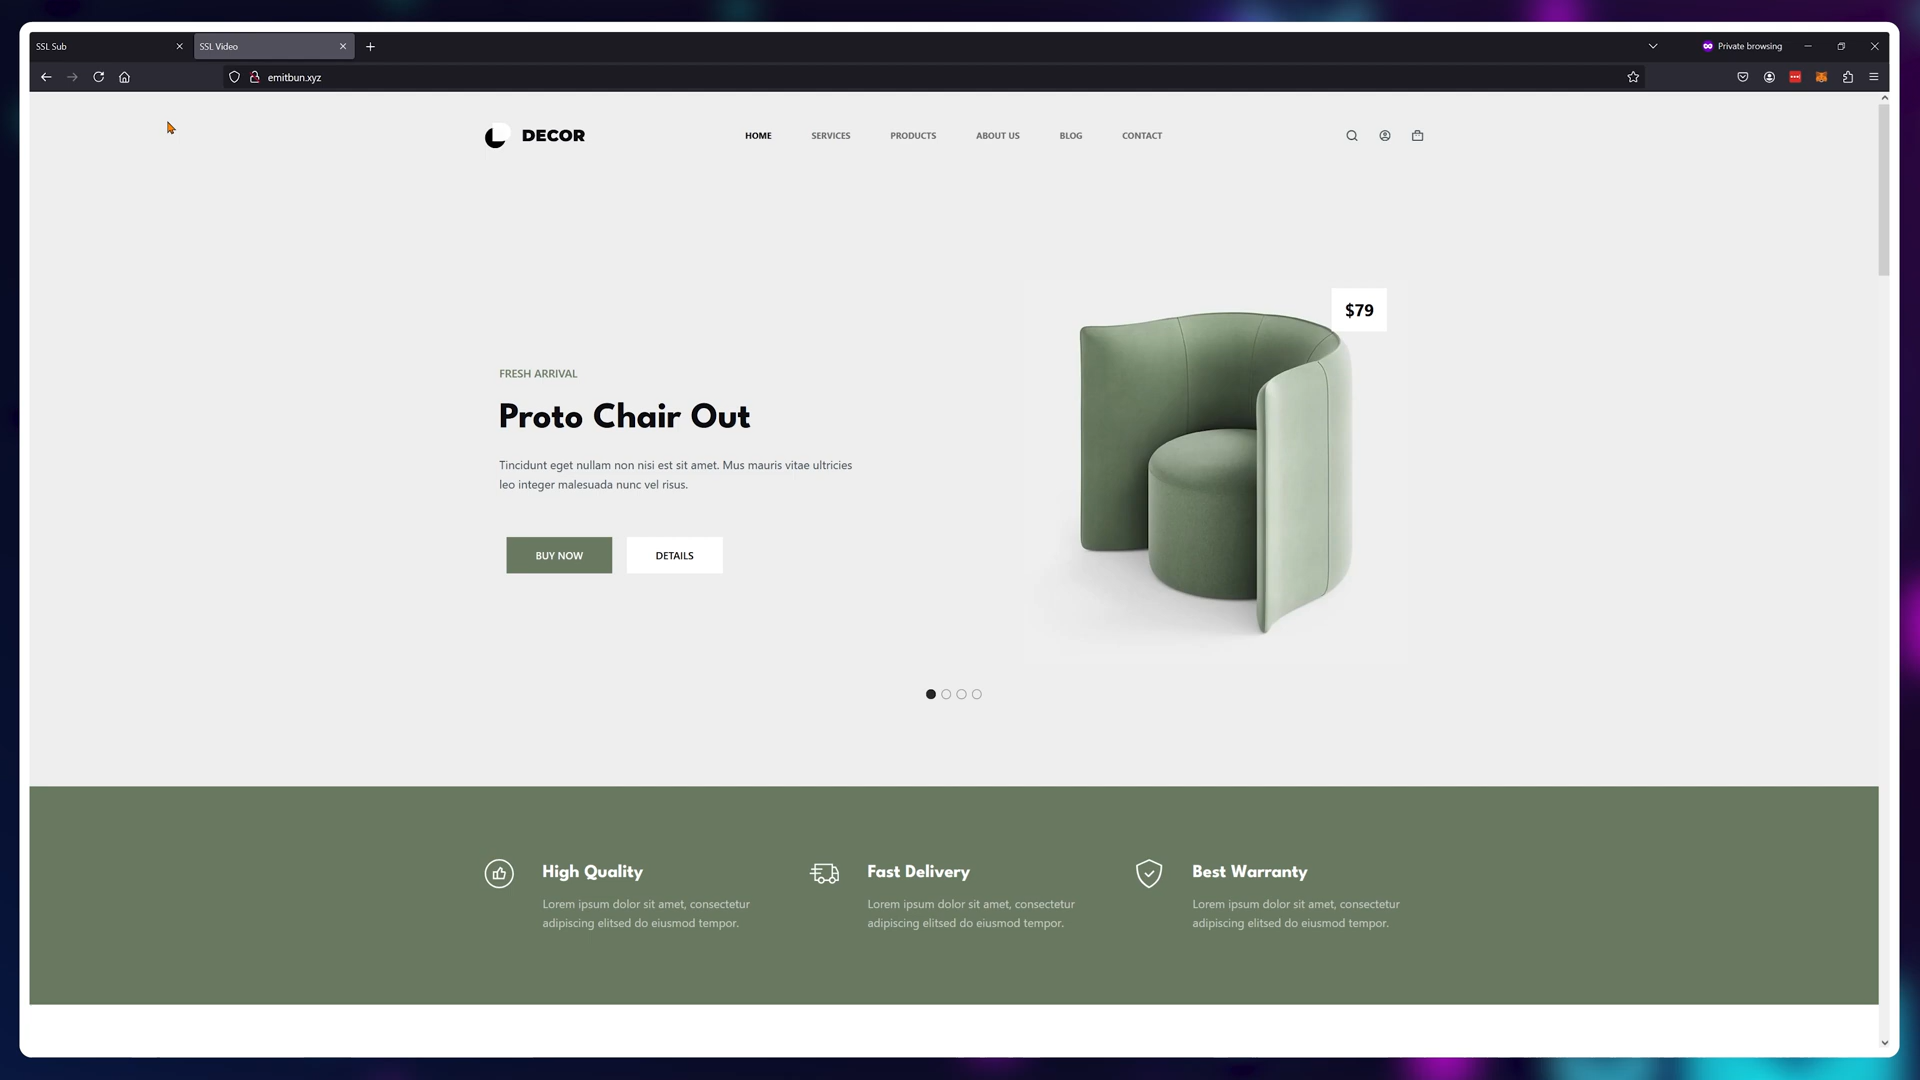 SSL Sub
SSL Video
Private browsing
emitbun.xyz
DECOR
HOME
SERVICES
PRODUCTS
ABOUT US
BLOG
CONTACT
$79
FRESH ARRIVAL
Proto Chair Out
Tincidunt eget nullam non nisi est sit amet. Mus mauris vitae ultricies
leo integer malesuada nunc vel risus.
BUY NOW
DETAILS
High Quality
Lorem ipsum dolor sit amet, consectetur
adipiscing elitsed do eiusmod tempor.
Fast Delivery
Lorem ipsum dolor sit amet, consectetur
adipiscing elitsed do eiusmod tempor.
Best Warranty
Lorem ipsum dolor sit amet, consectetur
adipiscing elitsed do eiusmod tempor.